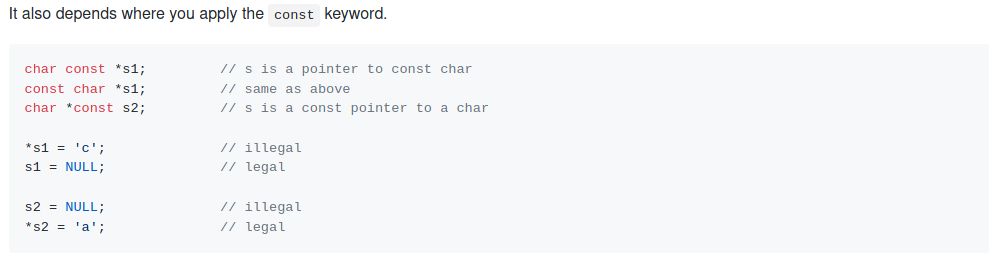 It also depends where you apply the const keyword.
char const *s1;         // s is a pointer to const char
const char *s1;         // same as above
char *const s2;         // s is a const pointer to a char
*s1 = 'c';              // illegal
s1 = NULL;              // legal
s2 = NULL;              // illegal
*s2 = 'a';              // legal